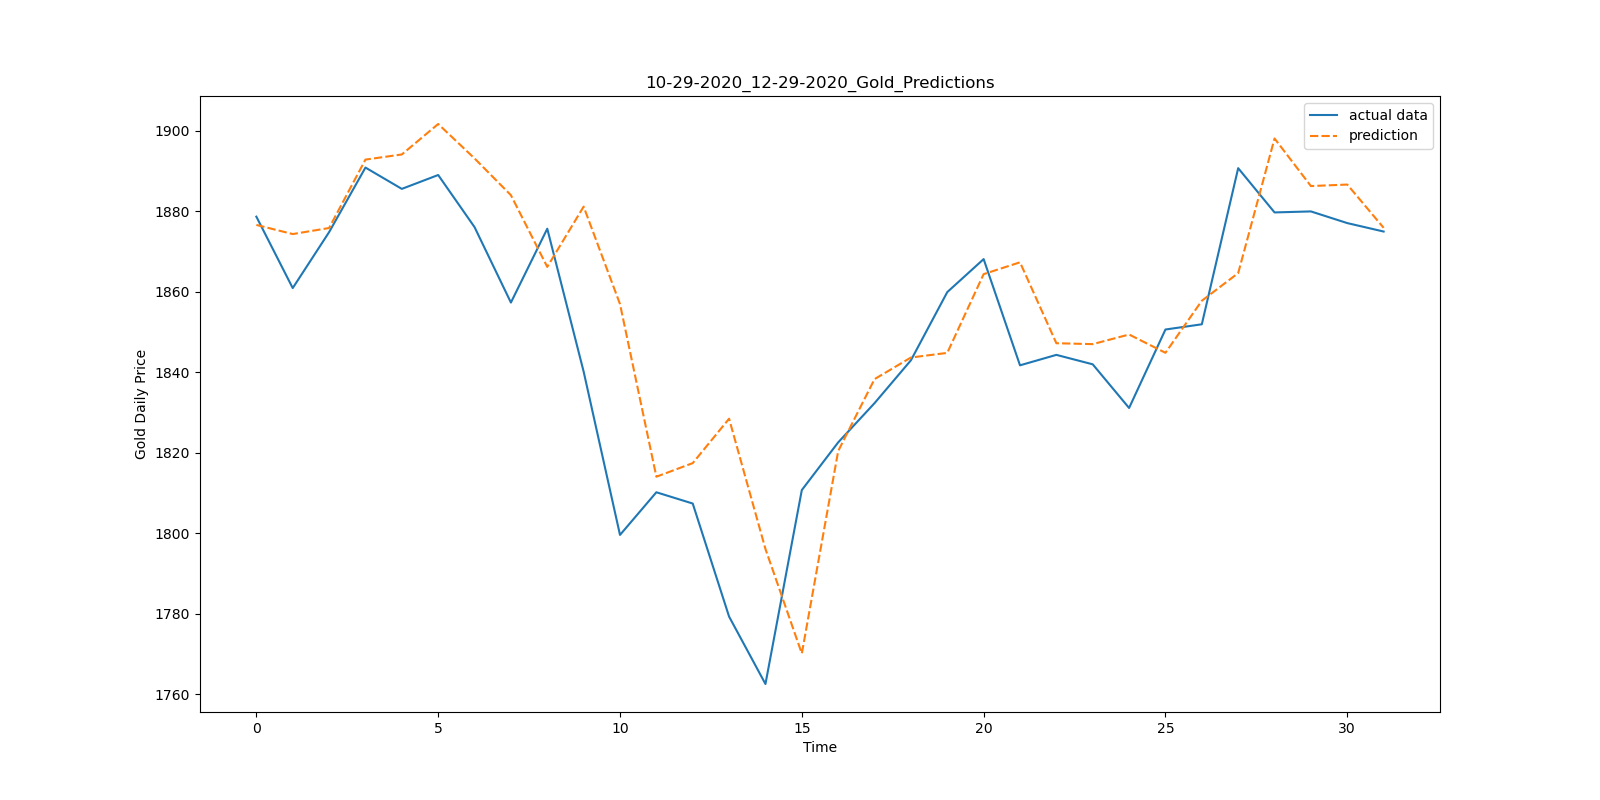 10-29-2020_12-29-2020_Gold_Predictions
actual data
prediction
1900
1880
1860
1840
1820
1800
1780
1760
Gold Daily Price
0 5 10 15 20 25 30
Time